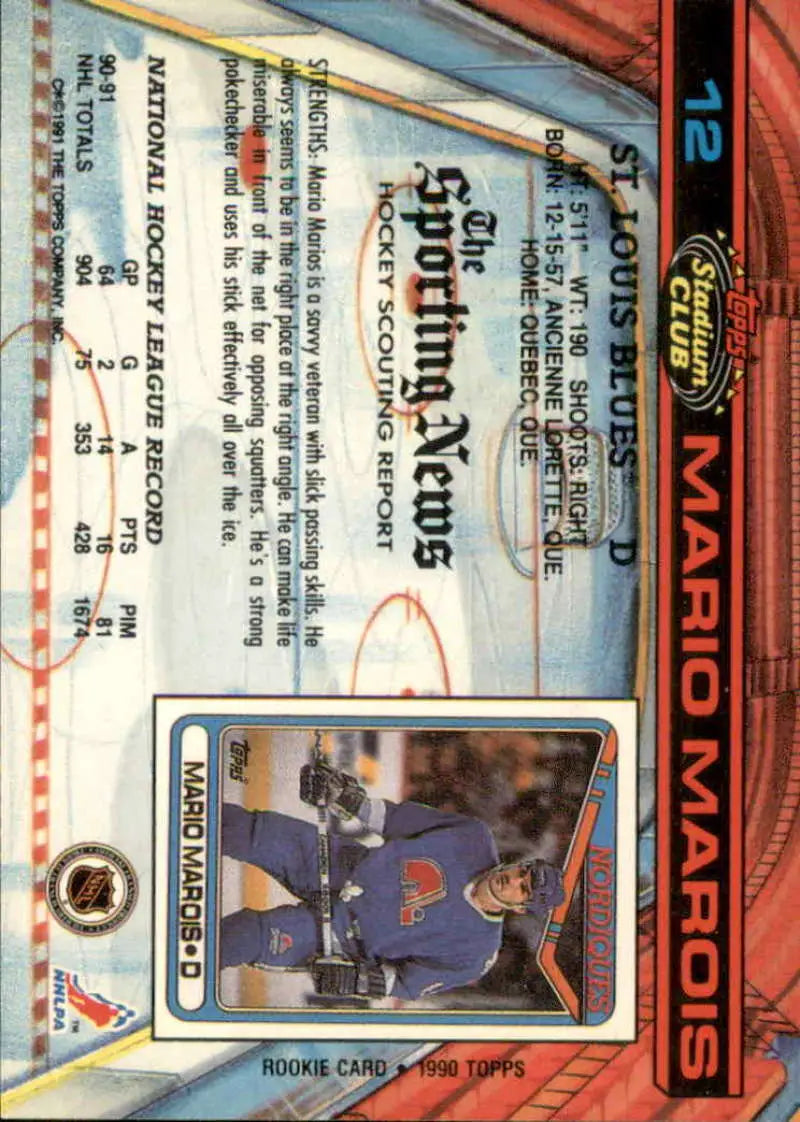 12
TOPPS
Stadium
CLUB
MARIO MAROIS
ST. LOUIS BLUES D
HT: 5'11" WT: 190 SHOOTS: RIGHT
BORN: 12-15-57, ANCIENNE LORETTE, QUE.
HOME: QUEBEC, QUE.
The
Sporting News
HOCKEY SCOUTING REPORT
STRENGTHS: Mario Marios is a savvy veteran with slick passing skills. He
always seems to be in the right place at the right angle. He can make life
miserable in front of the net for opposing squatters. He's a strong
pokechecker and uses his stick effectively all over the ice.
NATIONAL HOCKEY LEAGUE RECORD
GP G A PTS PIM
90-91 64 2 14 16 81
NHL TOTALS 904 75 353 428 1674
©1991 THE TOPPS COMPANY, INC.
NORDIQUES
TOPPS
MARIO MAROIS • D
ROOKIE CARD • 1990 TOPPS
NHL
NHLPA
TM